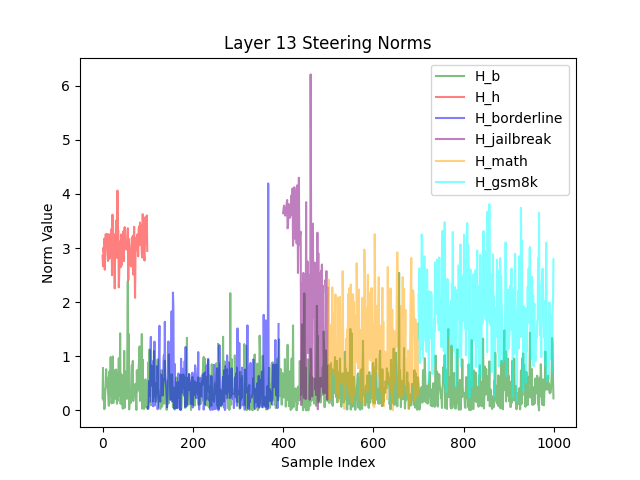 Layer 13 Steering Norms
Norm Value
6
5
4
3
2
1
0
0
200
400
600
800
1000
Sample Index
H_b
H_h
H_borderline
H_jailbreak
H_math
H_gsm8k